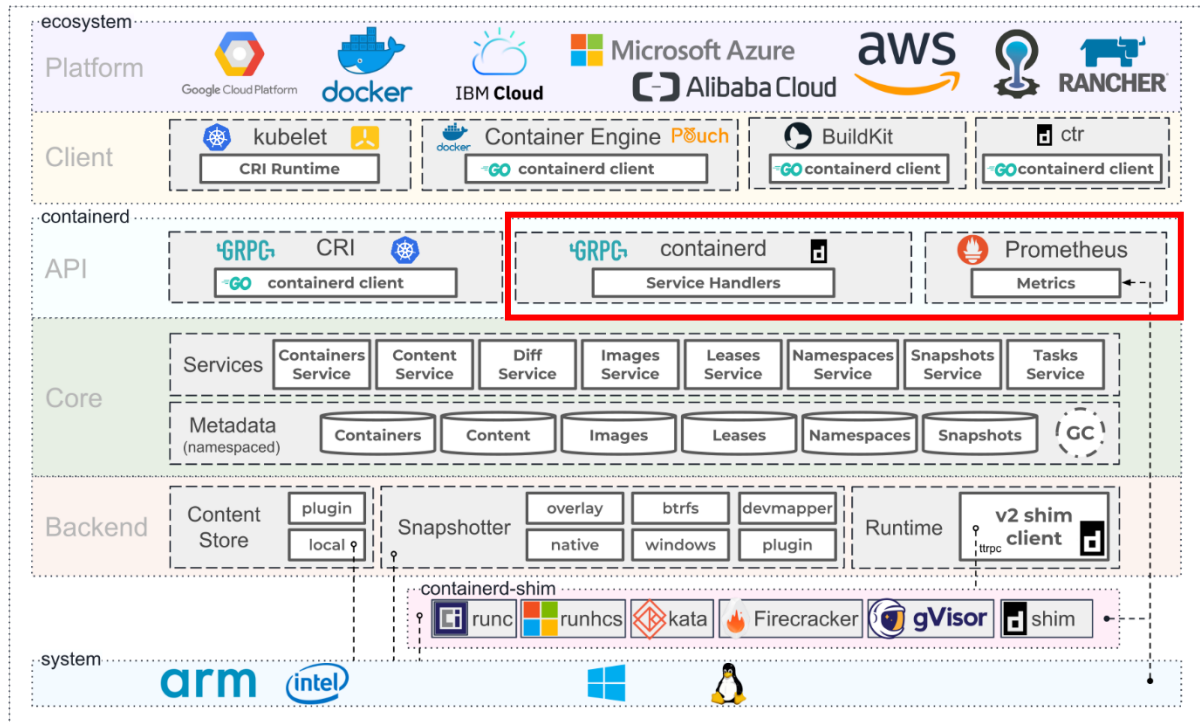 ecosystem
Platform
Google Cloud Platform
docker
IBM Cloud
Microsoft Azure
Alibaba Cloud
aws
RANCHER
Client
kubelet
CRI Runtime
docker
Container Engine
Pouch
GO containerd client
BuildKit
GO containerd client
d ctr
GO containerd client
containerd
API
GRPC CRI
GO containerd client
GRPC containerd d
Service Handlers
Prometheus
Metrics
Core
Services
Containers
Service
Content
Service
Diff
Service
Images
Service
Leases
Service
Namespaces
Service
Snapshots
Service
Tasks
Service
Metadata
(namespaced)
Containers
Content
Images
Leases
Namespaces
Snapshots
GC
Backend
Content
Store
plugin
local
Snapshotter
overlay
btrfs
devmapper
native
windows
plugin
Runtime
v2 shim
client
ttrpc
d
containerd-shim
runc
runhcs
kata
Firecracker
gVisor
d shim
system
arm
intel